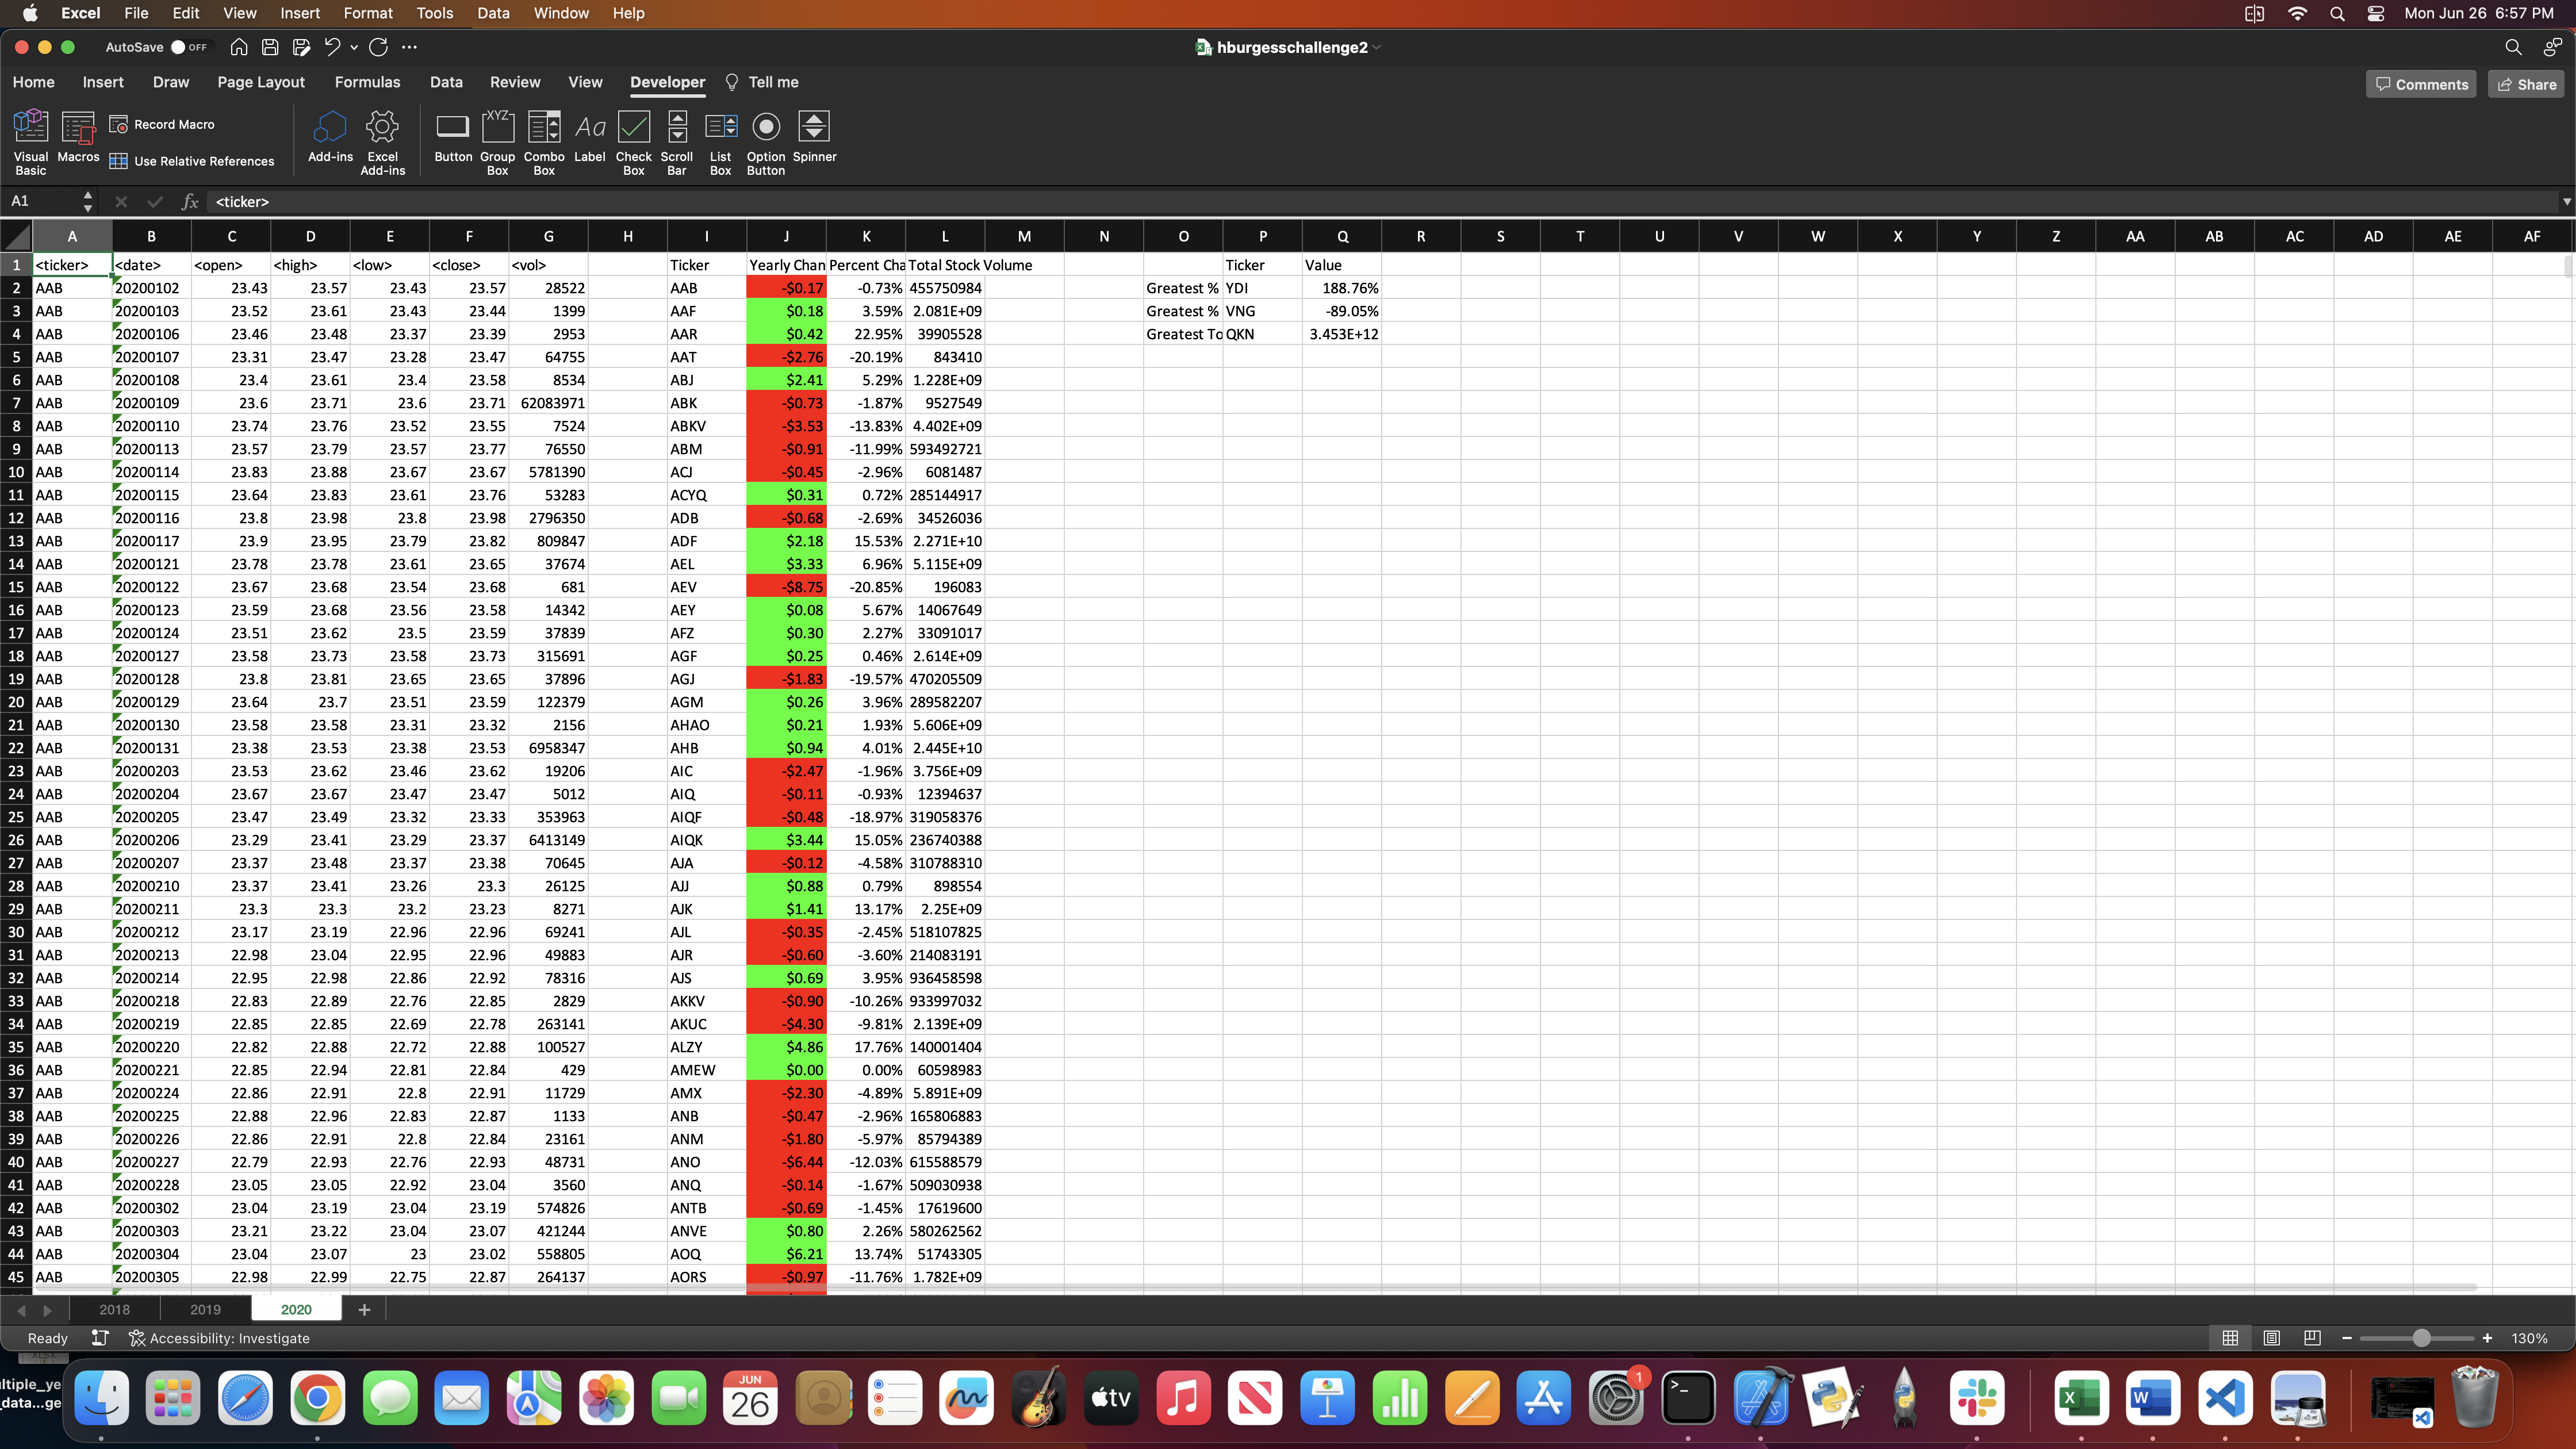 Excel File Edit View Insert Format Tools Data Window Help Mon Jun 26 6:57 PM
AutoSave OFF hburgesschallenge2
Home Insert Draw Page Layout Formulas Data Review View Developer Tell me Comments Share
Visual Basic Macros Record Macro Use Relative References Add-ins Excel Add-ins Button Group Box Combo Box Label Check Box Scroll Bar List Box Option Button Spinner
A1 fx <ticker>
A B C D E F G H I J K L M N O P Q R S T U V W X Y Z AA AB AC AD AE AF
1 <ticker> <date> <open> <high> <low> <close> <vol> Ticker Yearly Chan Percent Cha Total Stock Volume Ticker Value
2 AAB 20200102 23.43 23.57 23.43 23.57 28522 AAB -$0.17 -0.73% 455750984 Greatest % YDI 188.76%
3 AAB 20200103 23.52 23.61 23.43 23.44 1399 AAF $0.18 3.59% 2.081E+09 Greatest % VNG -89.05%
4 AAB 20200106 23.46 23.48 23.37 23.39 2953 AAR $0.42 22.95% 39905528 Greatest To QKN 3.453E+12
5 AAB 20200107 23.31 23.47 23.28 23.47 64755 AAT -$2.76 -20.19% 843410
6 AAB 20200108 23.4 23.61 23.4 23.58 8534 ABJ $2.41 5.29% 1.228E+09
7 AAB 20200109 23.6 23.71 23.6 23.71 62083971 ABK -$0.73 -1.87% 9527549
8 AAB 20200110 23.74 23.76 23.52 23.55 7524 ABKV -$3.53 -13.83% 4.402E+09
9 AAB 20200113 23.57 23.79 23.57 23.77 76550 ABM -$0.91 -11.99% 593492721
10 AAB 20200114 23.83 23.88 23.67 23.67 5781390 ACJ -$0.45 -2.96% 6081487
11 AAB 20200115 23.64 23.83 23.61 23.76 53283 ACYQ $0.31 0.72% 285144917
12 AAB 20200116 23.8 23.98 23.8 23.98 2796350 ADB -$0.68 -2.69% 34526036
13 AAB 20200117 23.9 23.95 23.79 23.82 809847 ADF $2.18 15.53% 2.271E+10
14 AAB 20200121 23.78 23.78 23.61 23.65 37674 AEL $3.33 6.96% 5.115E+09
15 AAB 20200122 23.67 23.68 23.54 23.68 681 AEV -$8.75 -20.85% 196083
16 AAB 20200123 23.59 23.68 23.56 23.58 14342 AEY $0.08 5.67% 14067649
17 AAB 20200124 23.51 23.62 23.5 23.59 37839 AFZ $0.30 2.27% 33091017
18 AAB 20200127 23.58 23.73 23.58 23.73 315691 AGF $0.25 0.46% 2.614E+09
19 AAB 20200128 23.8 23.81 23.65 23.65 37896 AGJ -$1.83 -19.57% 470205509
20 AAB 20200129 23.64 23.7 23.51 23.59 122379 AGM $0.26 3.96% 289582207
21 AAB 20200130 23.58 23.58 23.31 23.32 2156 AHAO $0.21 1.93% 5.606E+09
22 AAB 20200131 23.38 23.53 23.38 23.53 6958347 AHB $0.94 4.01% 2.445E+10
23 AAB 20200203 23.53 23.62 23.46 23.62 19206 AIC -$2.47 -1.96% 3.756E+09
24 AAB 20200204 23.67 23.67 23.47 23.47 5012 AIQ -$0.11 -0.93% 12394637
25 AAB 20200205 23.47 23.49 23.32 23.33 353963 AIQF -$0.48 -18.97% 319058376
26 AAB 20200206 23.29 23.41 23.29 23.37 6413149 AIQK $3.44 15.05% 236740388
27 AAB 20200207 23.37 23.48 23.37 23.38 70645 AJA -$0.12 -4.58% 310788310
28 AAB 20200210 23.37 23.41 23.26 23.3 26125 AJJ $0.88 0.79% 898554
29 AAB 20200211 23.3 23.3 23.2 23.23 8271 AJK $1.41 13.17% 2.25E+09
30 AAB 20200212 23.17 23.19 22.96 22.96 69241 AJL -$0.35 -2.45% 518107825
31 AAB 20200213 22.98 23.04 22.95 22.96 49883 AJR -$0.60 -3.60% 214083191
32 AAB 20200214 22.95 22.98 22.86 22.92 78316 AJS $0.69 3.95% 936458598
33 AAB 20200218 22.83 22.89 22.76 22.85 2829 AKKV -$0.90 -10.26% 933997032
34 AAB 20200219 22.85 22.85 22.69 22.78 263141 AKUC -$4.30 -9.81% 2.139E+09
35 AAB 20200220 22.82 22.88 22.72 22.88 100527 ALZY $4.86 17.76% 140001404
36 AAB 20200221 22.85 22.94 22.81 22.84 429 AMEW $0.00 0.00% 60598983
37 AAB 20200224 22.86 22.91 22.8 22.91 11729 AMX -$2.30 -4.89% 5.891E+09
38 AAB 20200225 22.88 22.96 22.83 22.87 1133 ANB -$0.47 -2.96% 165806883
39 AAB 20200226 22.86 22.91 22.8 22.84 23161 ANM -$1.80 -5.97% 85794389
40 AAB 20200227 22.79 22.93 22.76 22.93 48731 ANO -$6.44 -12.03% 615588579
41 AAB 20200228 23.05 23.05 22.92 23.04 3560 ANQ -$0.14 -1.67% 509030938
42 AAB 20200302 23.04 23.19 23.04 23.19 574826 ANTB -$0.69 -1.45% 17619600
43 AAB 20200303 23.21 23.22 23.04 23.07 421244 ANVE $0.80 2.26% 580262562
44 AAB 20200304 23.04 23.07 23 23.02 558805 AOQ $6.21 13.74% 51743305
45 AAB 20200305 22.98 22.99 22.75 22.87 264137 AORS -$0.97 -11.76% 1.782E+09
2018 2019 2020
Ready Accessibility: Investigate 130%
ltiple_ye
_data...ge
JUN 26
tv
1